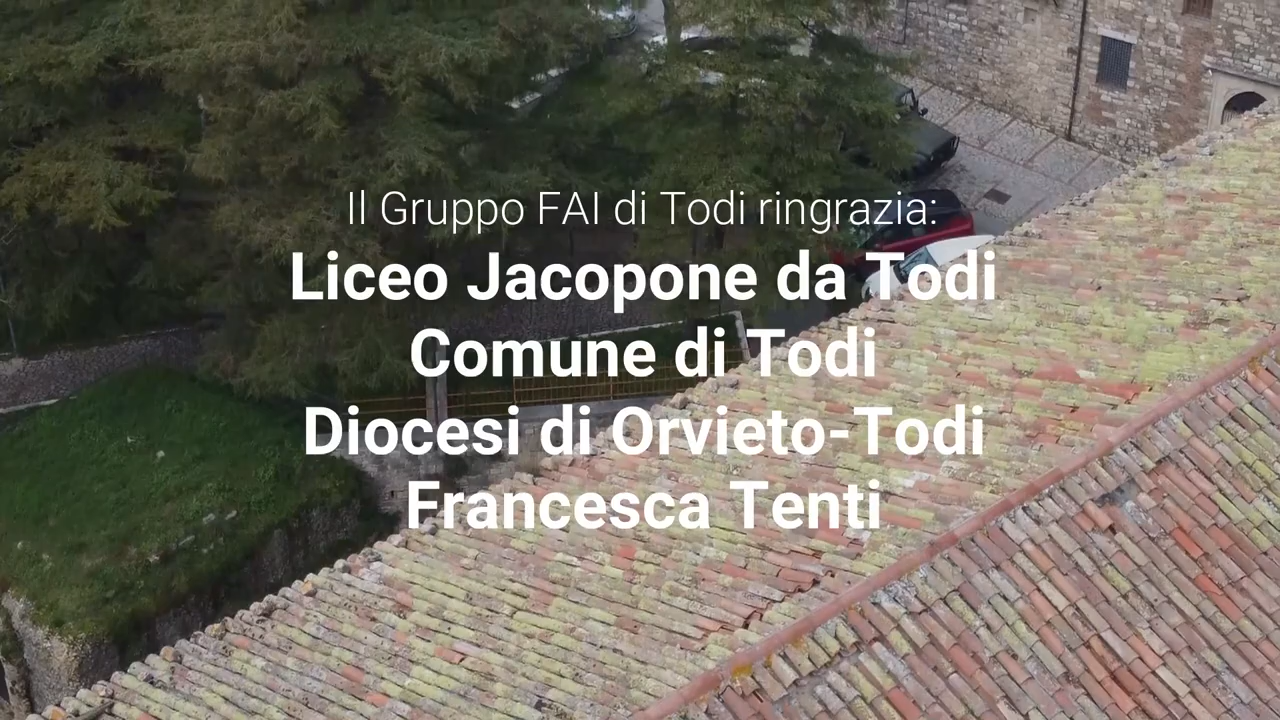 Il Gruppo FAI di Todi ringrazia:
Liceo Jacopone da Todi
Comune di Todi
Diocesi di Orvieto-Todi
Francesca Tenti